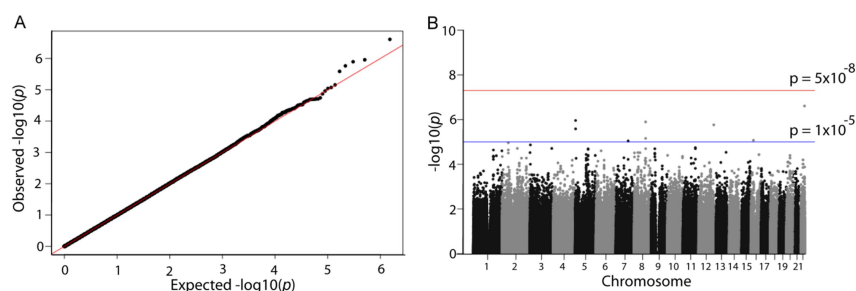 A
Observed -log10(p)
6
5
4
3
2
1
0
0 1 2 3 4 5 6
Expected -log10(p)
B
-log10(p)
10
8
6
4
2
0
p = 5x10-8
p = 1x10-5
1 2 3 4 5 6 7 8 9 10 11 12 13 14 15 17 19 21
Chromosome